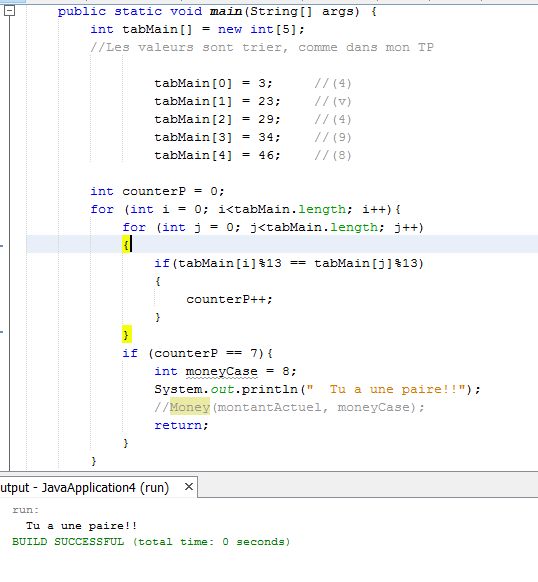 public static void main(String[] args) {
int tabMain[] = new int[5];
//Les valeurs sont trier, comme dans mon TP
tabMain[0] = 3; //(4)
tabMain[1] = 23; //(v)
tabMain[2] = 29; //(4)
tabMain[3] = 34; //(9)
tabMain[4] = 46; //(8)
int counterP = 0;
for (int i = 0; i<tabMain.length; i++){
for (int j = 0; j<tabMain.length; j++)
{
if(tabMain[i]%13 == tabMain[j]%13)
{
counterP++;
}
}
if (counterP == 7){
int moneyCase = 8;
System.out.println("  Tu a une paire!!");
//Money(montantActuel, moneyCase);
return;
}
}
utput - JavaApplication4 (run)
run:
Tu a une paire!!
BUILD SUCCESSFUL (total time: 0 seconds)